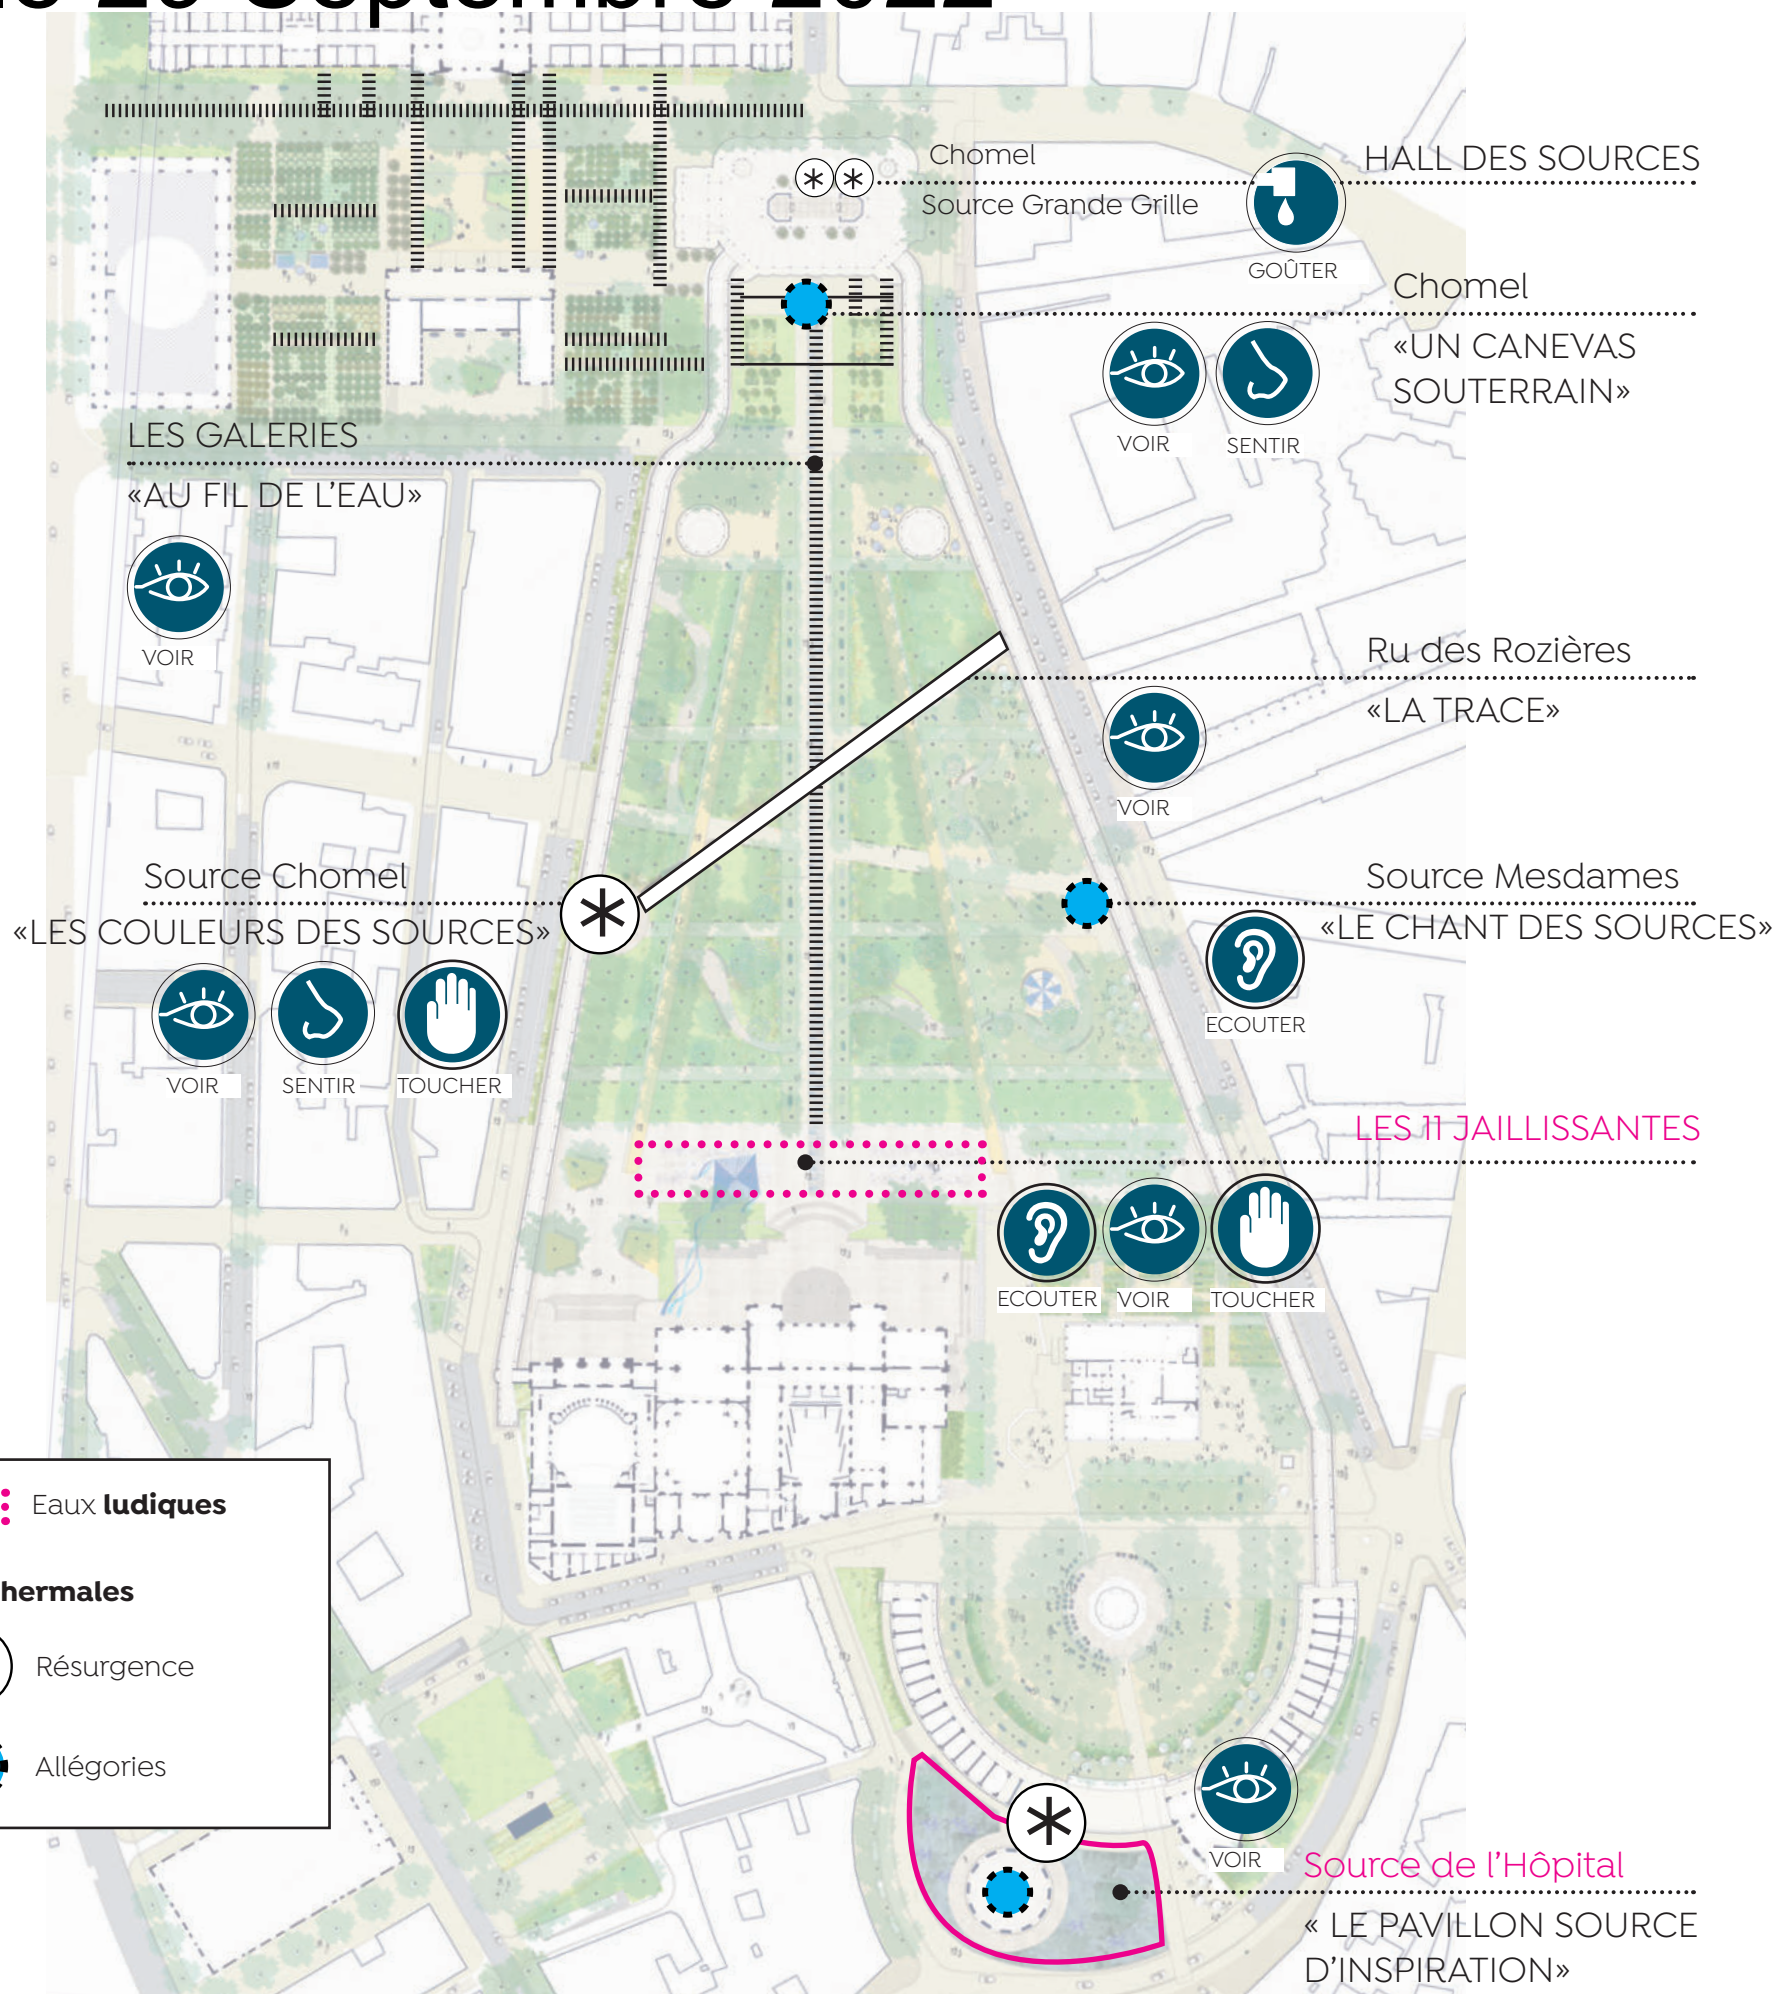 Septembre 2022
Chomel
Source Grande Grille
HALL DES SOURCES
GOÛTER
Chomel
«UN CANEVAS
SOUTERRAIN»
VOIR
SENTIR
LES GALERIES
«AU FIL DE L'EAU»
VOIR
Ru des Rozières
«LA TRACE»
VOIR
Source Chomel
«LES COULEURS DES SOURCES»
VOIR
SENTIR
TOUCHER
Source Mesdames
«LE CHANT DES SOURCES»
ECOUTER
LES 11 JAILLISSANTES
ECOUTER
VOIR
TOUCHER
Eaux ludiques
hermales
Résurgence
Allégories
VOIR
Source de l'Hôpital
« LE PAVILLON SOURCE
D'INSPIRATION»